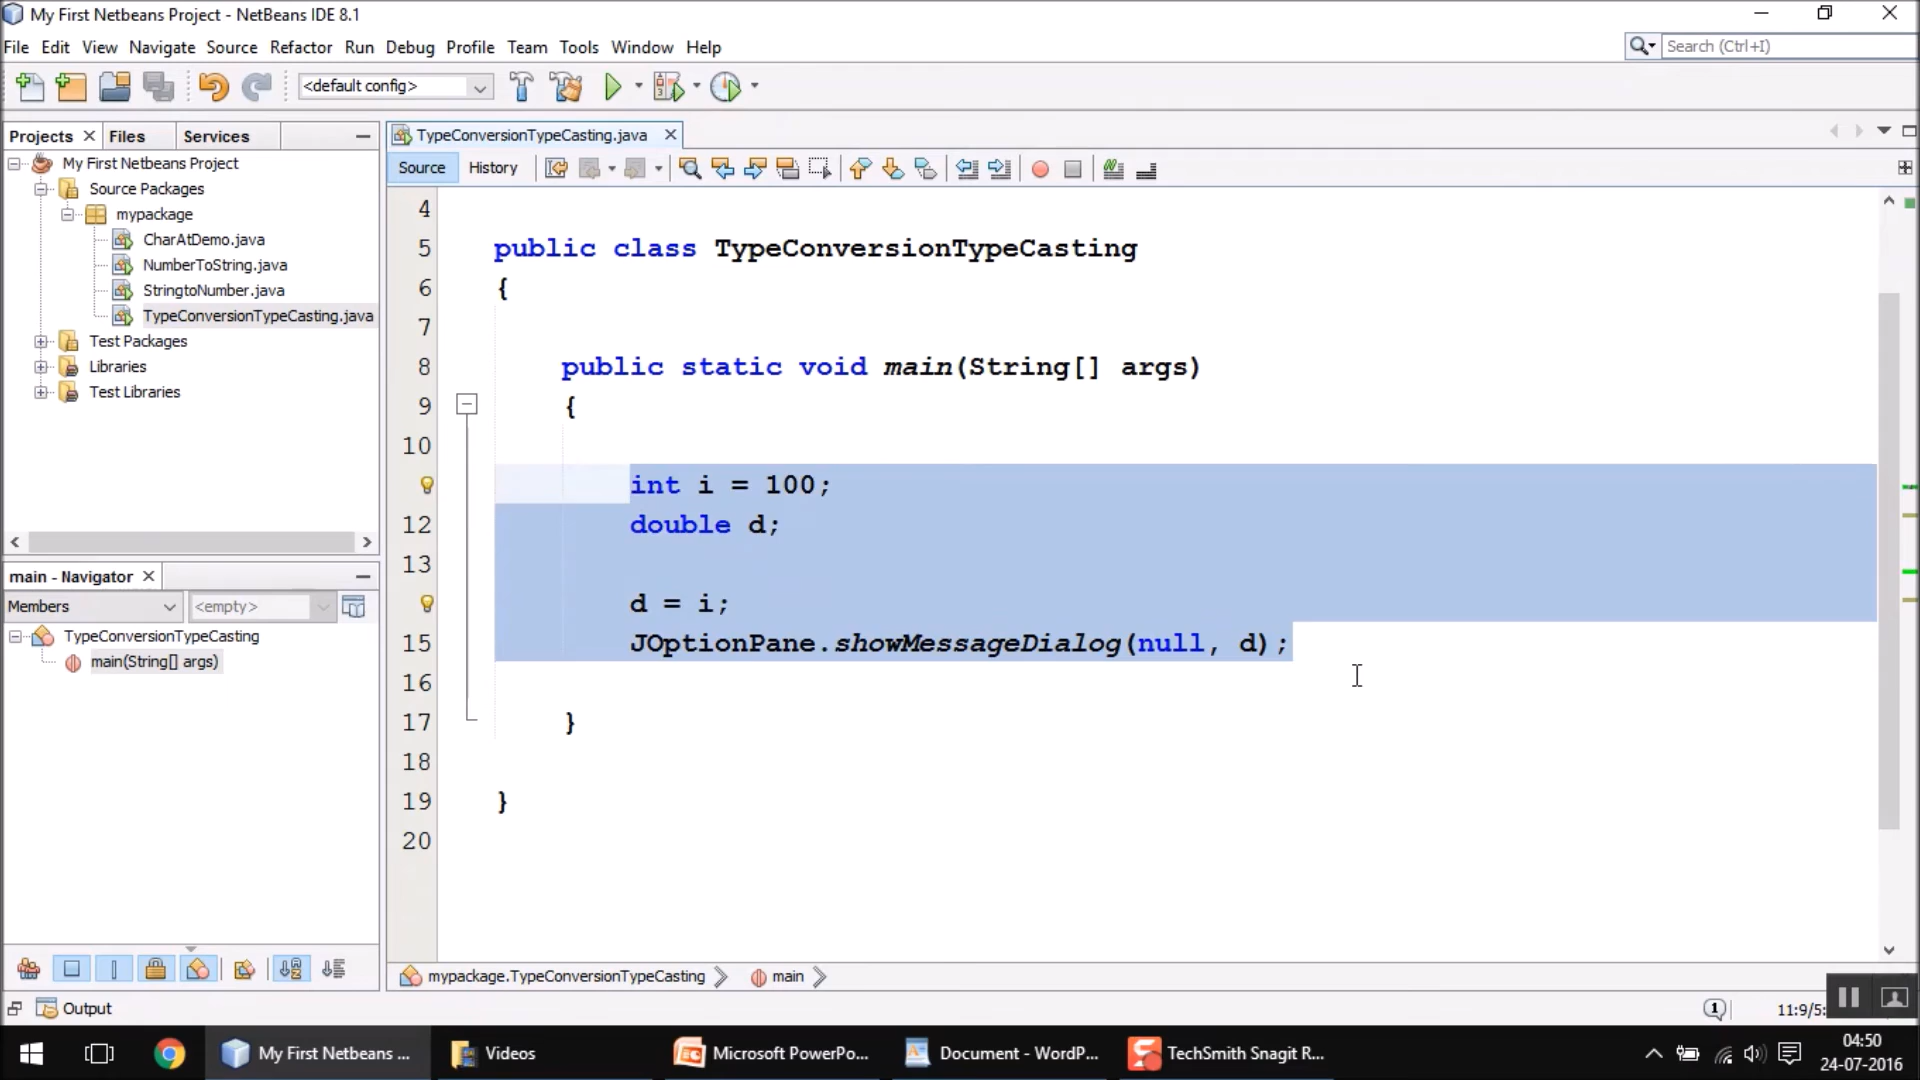 My First Netbeans Project - NetBeans IDE 8.1
File Edit View Navigate Source Refactor Run Debug Profile Team Tools Window Help
Search (Ctrl+I)
<default config>
Projects Files Services
TypeConversionTypeCasting.java
My First Netbeans Project
Source Packages
mypackage
CharAtDemo.java
NumberToString.java
StringtoNumber.java
TypeConversionTypeCasting.java
Test Packages
Libraries
Test Libraries
main - Navigator
Members <empty>
TypeConversionTypeCasting
main(String[] args)
Source History
4
5 public class TypeConversionTypeCasting
6 {
7
8 public static void main(String[] args)
9 {
10
int i = 100;
12 double d;
13
d = i;
15 JOptionPane.showMessageDialog(null, d);
16
17 }
18
19 }
20
mypackage.TypeConversionTypeCasting main
Output
1 11:9/5:
My First Netbeans ... Videos Microsoft PowerPo... Document - WordP... TechSmith Snagit R...
04:50
24-07-2016